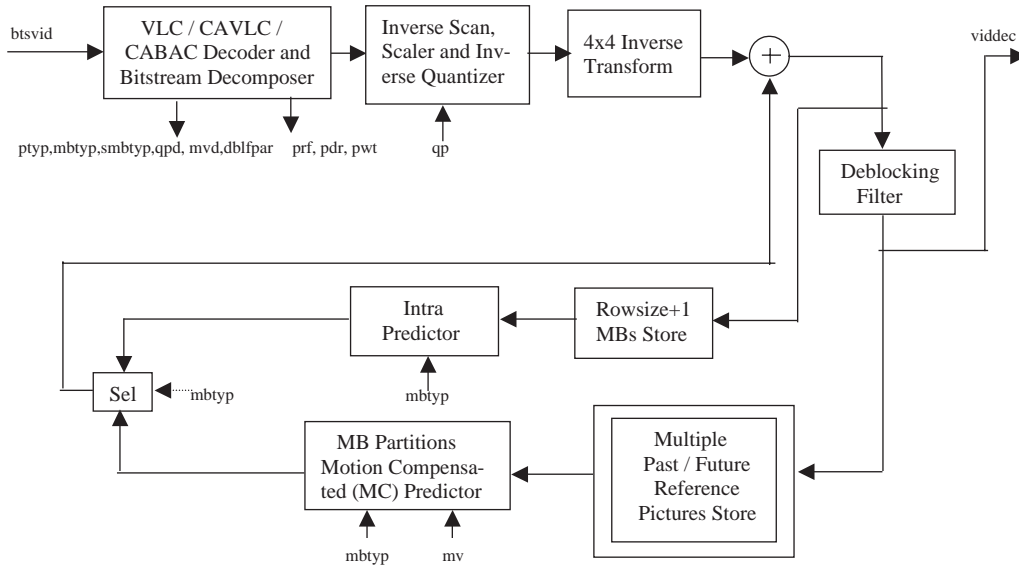 btsvid
VLC / CAVLC /
CABAC Decoder and
Bitstream Decomposer
Inverse Scan,
Scaler and Inv-
erse Quantizer
4x4 Inverse
Transform
+
viddec
ptyp,mbtyp,smbtyp,qpd, mvd,dblfpar
prf, pdr, pwt
qp
Deblocking
Filter
Intra
Predictor
Rowsize+1
MBs Store
Sel
mbtyp
mbtyp
MB Partitions
Motion Compensa-
ted (MC) Predictor
Multiple
Past / Future
Reference
Pictures Store
mbtyp
mv